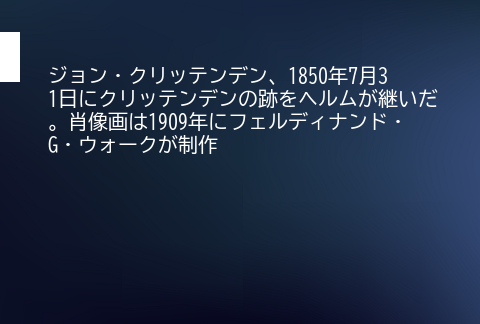 ジョン・クリッテンデン、1850年7月3
1日にクリッテンデンの跡をヘルムが継いだ
。肖像画は1909年にフェルディナンド・
G・ウォークが制作